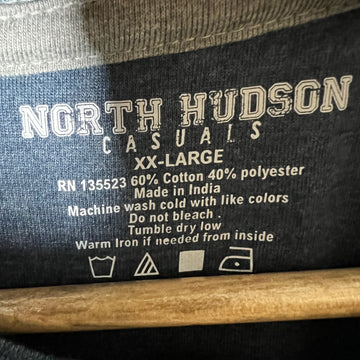 NORTH HUDSON
CASUALS
XX-LARGE
RN 135523 60% Cotton 40% polyester
Made in India
Machine wash cold with like colors
Do not bleach .
Tumble dry low
Warm Iron if needed from inside